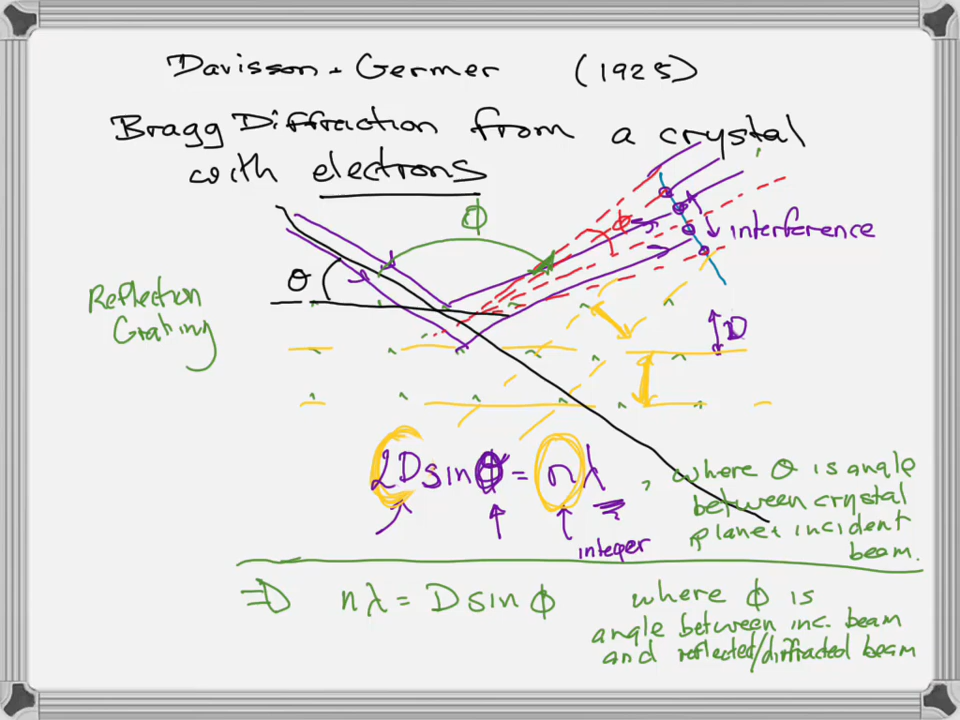 Davisson + Germer (1925)
Bragg Diffraction from a crystal
with electrons
ϕ
ϕ
interference
θ
Reflection
Grating
D
2D sin θ = nλ , where θ is angle
between crystal
plane + incident
beam.
integer
⇒ nλ = D sin ϕ where ϕ is
angle between inc. beam
and reflected/diffracted beam